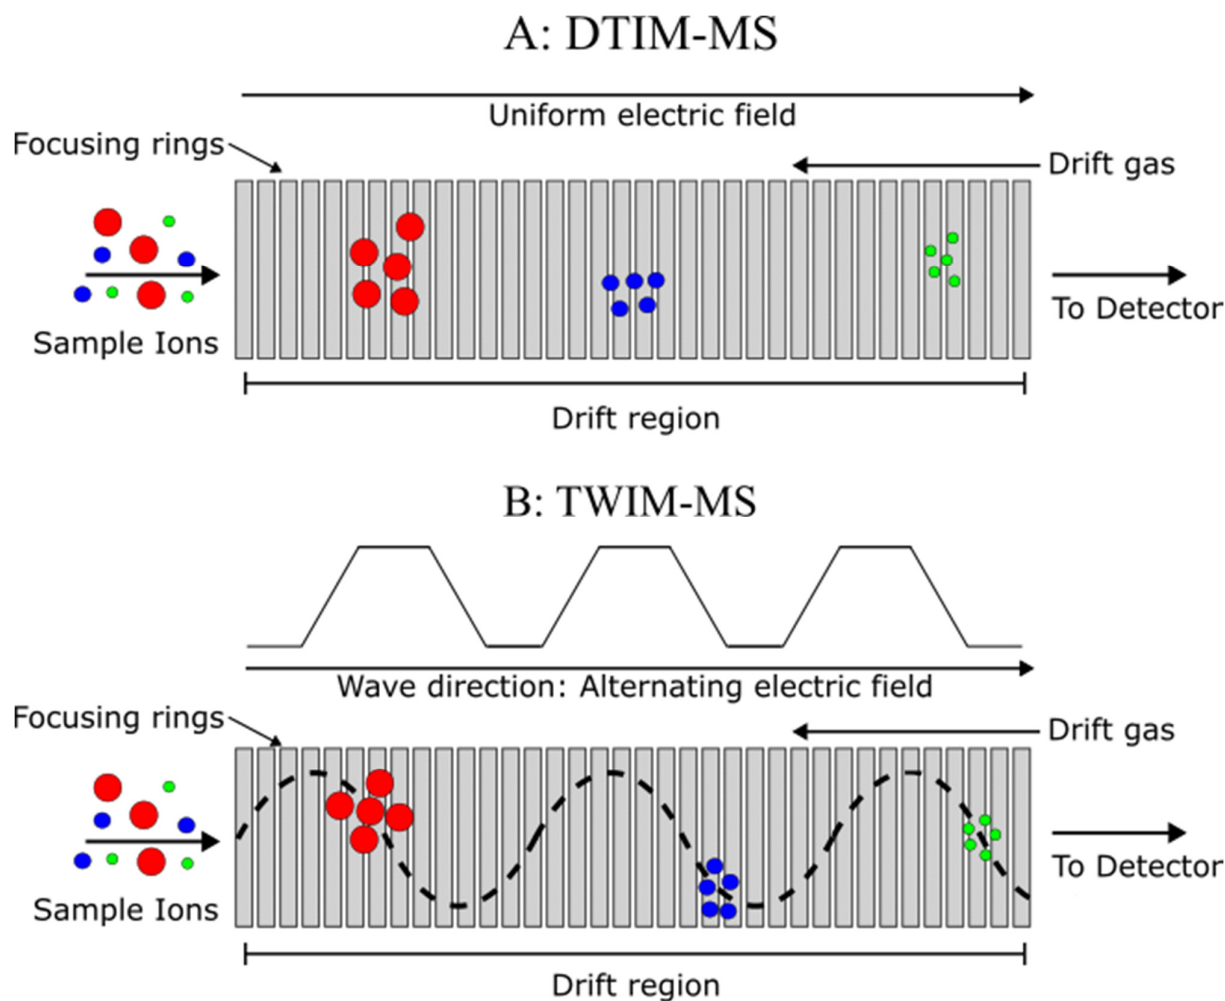 A: DTIM-MS
Uniform electric field
Focusing rings
Drift gas
Sample Ions
To Detector
Drift region
B: TWIM-MS
Wave direction: Alternating electric field
Focusing rings
Drift gas
To Detector
Sample Ions
Drift region